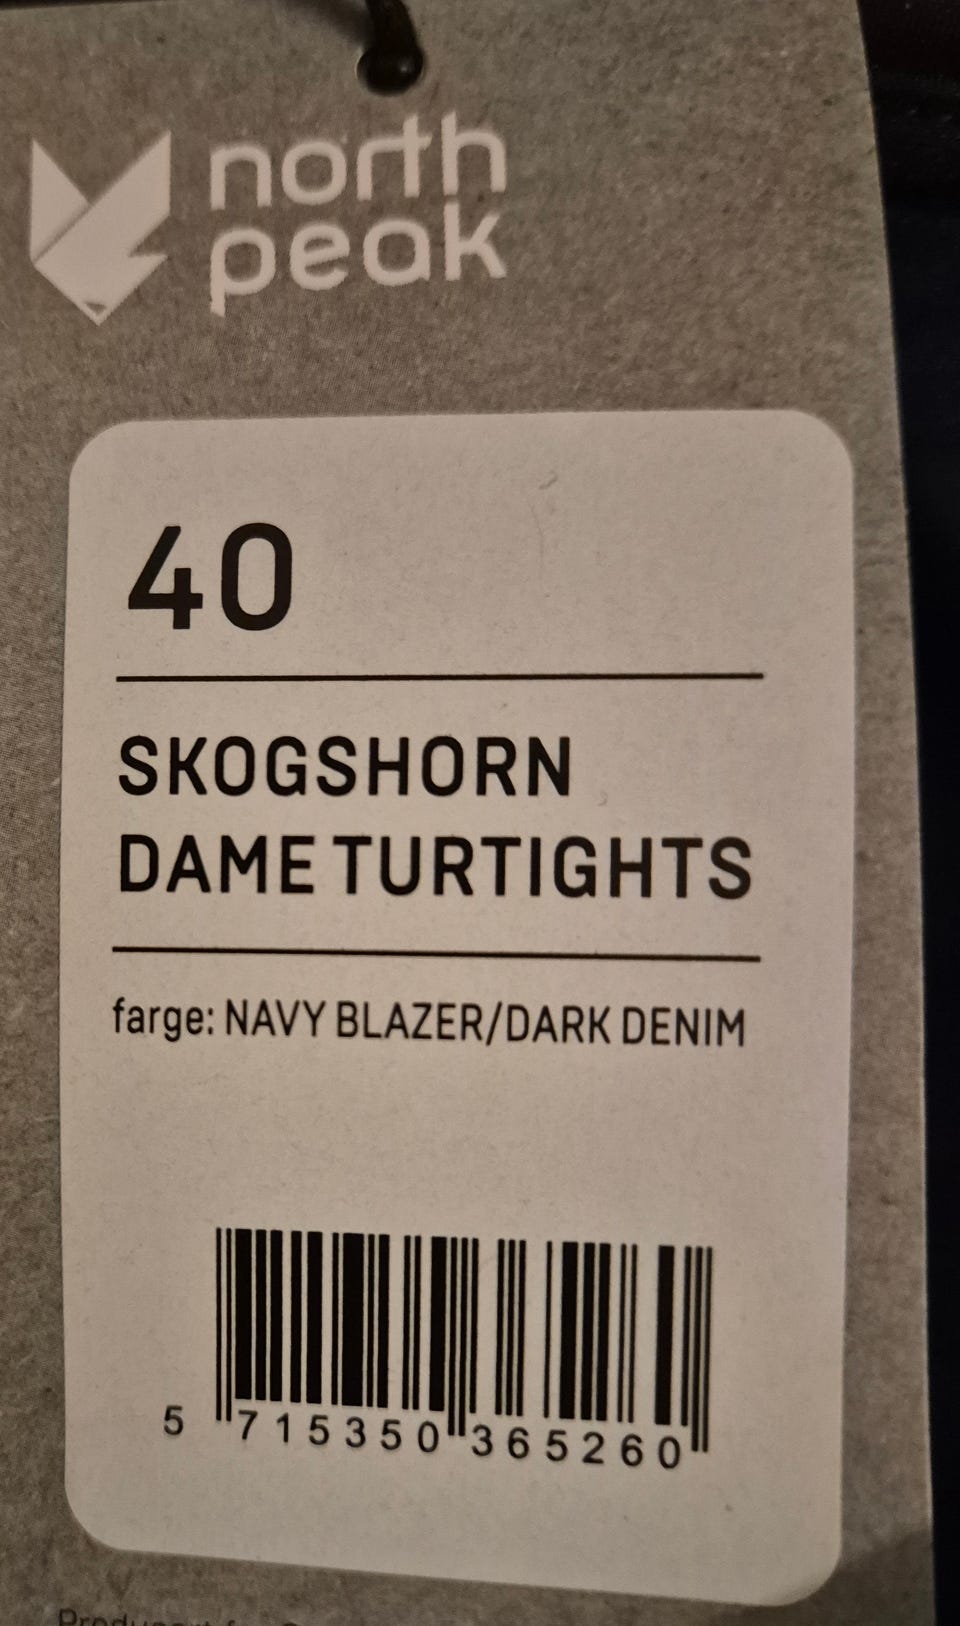 north
peak
40
SKOGSHORN
DAME TURTIGHTS
farge: NAVY BLAZER/DARK DENIM
5 715350 365260